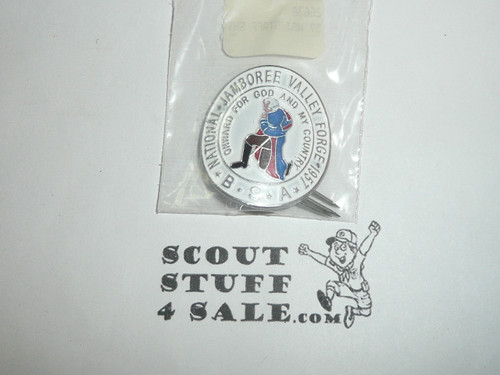 NATIONAL · JAMBOREE VALLEY FORGE · 1957
ONWARD FOR GOD AND MY COUNTRY
★ B · S · A ★
SCOUT
STUFF
4 SALE.COM